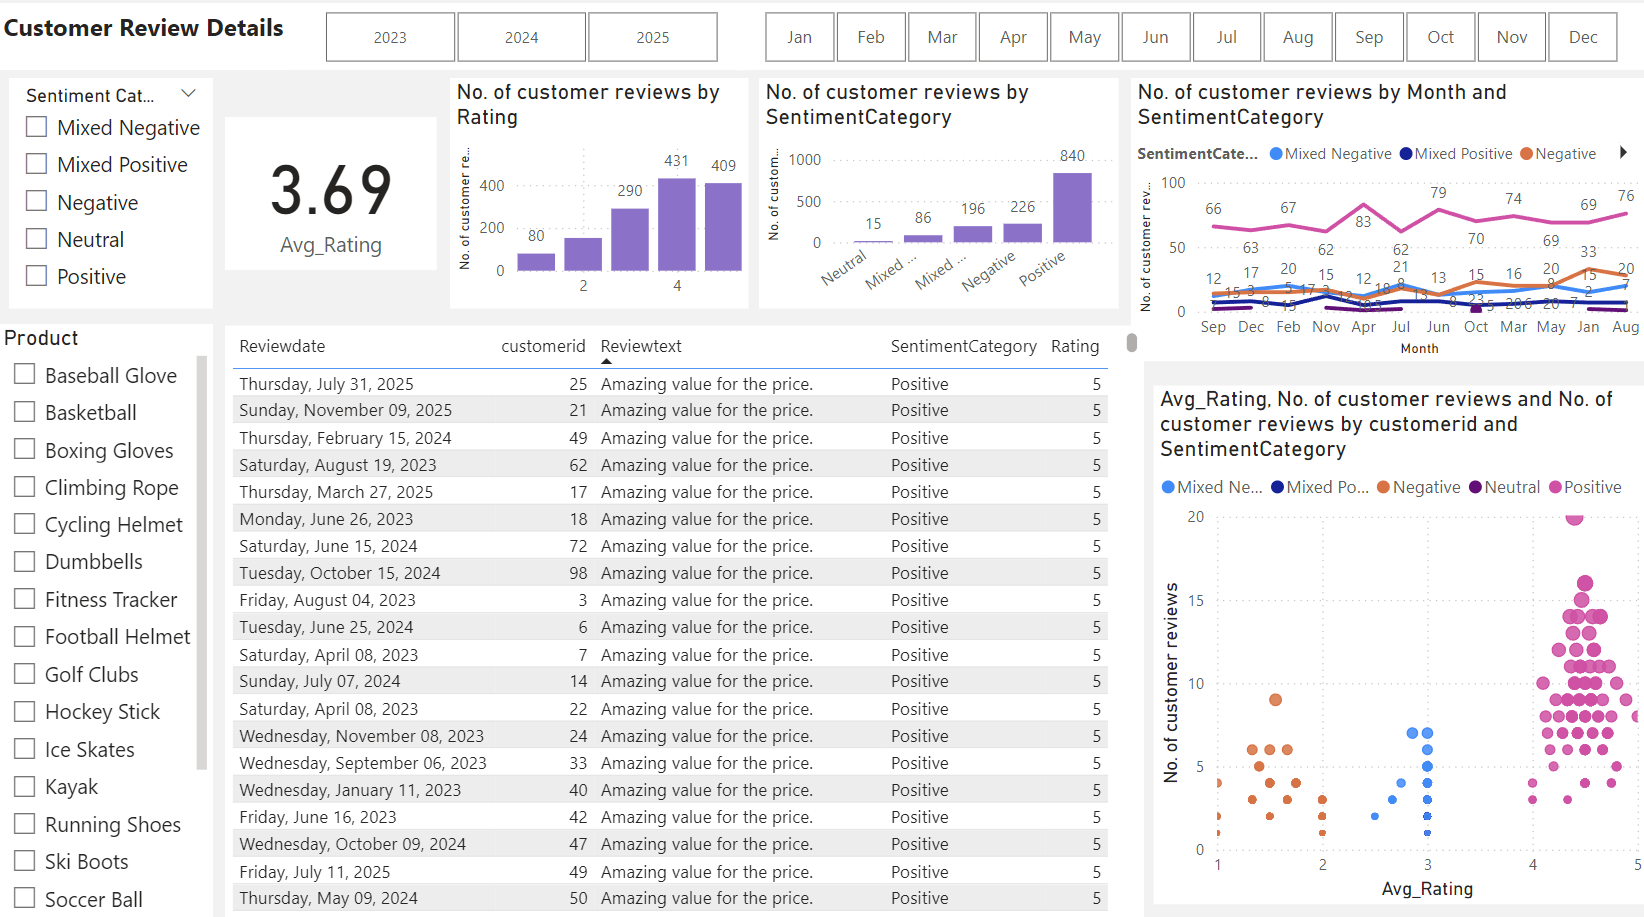 Customer Review Details
2023 2024 2025
Jan Feb Mar Apr May Jun Jul Aug Sep Oct Nov Dec
Sentiment Cat...
Mixed Negative
Mixed Positive
Negative
Neutral
Positive
3.69
Avg_Rating
No. of customer reviews by
Rating
No. of customer re...
400
200
0
80
290
431
409
2 4
No. of customer reviews by
SentimentCategory
No. of custom...
1000
500
0
15
86
196
226
840
Neutral
Mixed ...
Mixed ...
Negative
Positive
No. of customer reviews by Month and
SentimentCategory
SentimentCate... Mixed Negative Mixed Positive Negative
No. of customer rev...
100
50
0
66 63 67 62 83 62 79 70 74 69 69 76
12 17 20 15 12 21 13 15 16 20 33 20
Sep Dec Feb Nov Apr Jul Jun Oct Mar May Jan Aug
Month
Product
Baseball Glove
Basketball
Boxing Gloves
Climbing Rope
Cycling Helmet
Dumbbells
Fitness Tracker
Football Helmet
Golf Clubs
Hockey Stick
Ice Skates
Kayak
Running Shoes
Ski Boots
Soccer Ball
Reviewdate customerid Reviewtext SentimentCategory Rating
Thursday, July 31, 2025 25 Amazing value for the price. Positive 5
Sunday, November 09, 2025 21 Amazing value for the price. Positive 5
Thursday, February 15, 2024 49 Amazing value for the price. Positive 5
Saturday, August 19, 2023 62 Amazing value for the price. Positive 5
Thursday, March 27, 2025 17 Amazing value for the price. Positive 5
Monday, June 26, 2023 18 Amazing value for the price. Positive 5
Saturday, June 15, 2024 72 Amazing value for the price. Positive 5
Tuesday, October 15, 2024 98 Amazing value for the price. Positive 5
Friday, August 04, 2023 3 Amazing value for the price. Positive 5
Tuesday, June 25, 2024 6 Amazing value for the price. Positive 5
Saturday, April 08, 2023 7 Amazing value for the price. Positive 5
Sunday, July 07, 2024 14 Amazing value for the price. Positive 5
Saturday, April 08, 2023 22 Amazing value for the price. Positive 5
Wednesday, November 08, 2023 24 Amazing value for the price. Positive 5
Wednesday, September 06, 2023 33 Amazing value for the price. Positive 5
Wednesday, January 11, 2023 40 Amazing value for the price. Positive 5
Friday, June 16, 2023 42 Amazing value for the price. Positive 5
Wednesday, October 09, 2024 47 Amazing value for the price. Positive 5
Friday, July 11, 2025 49 Amazing value for the price. Positive 5
Thursday, May 09, 2024 50 Amazing value for the price. Positive 5
Avg_Rating, No. of customer reviews and No. of
customer reviews by customerid and
SentimentCategory
Mixed Ne... Mixed Po... Negative Neutral Positive
No. of customer reviews
20
15
10
5
0
1 2 3 4 5
Avg_Rating